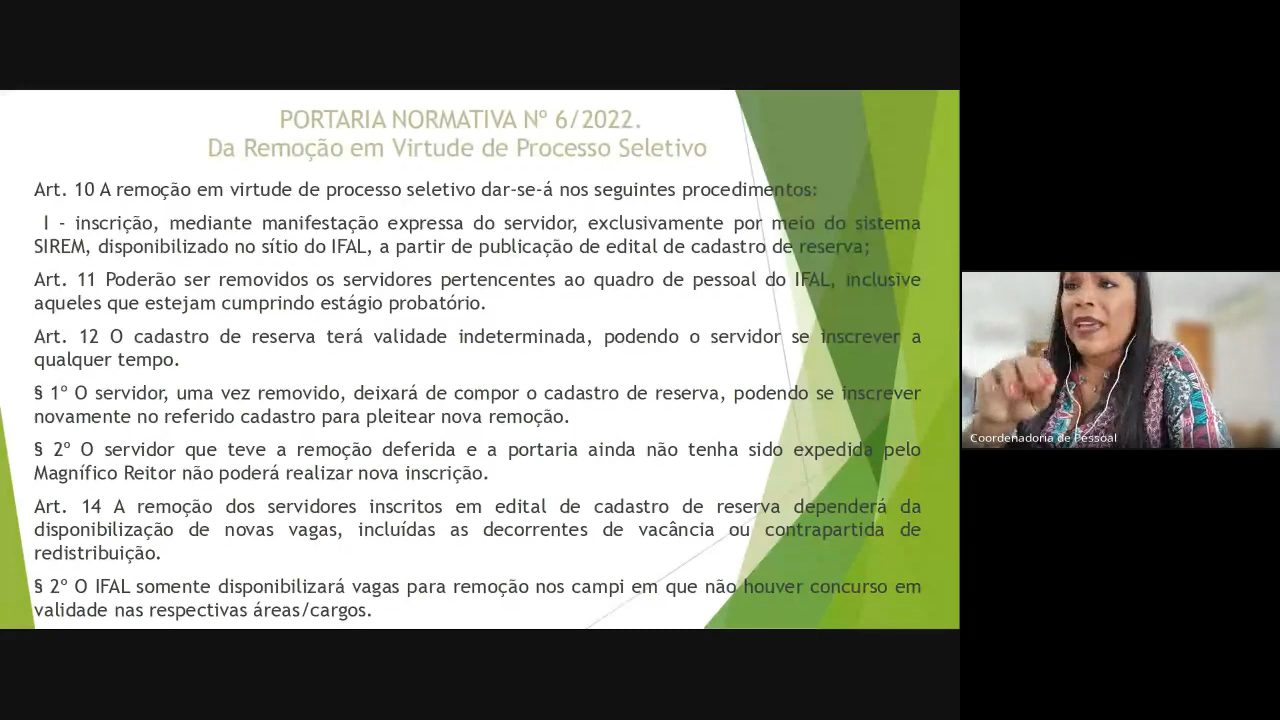 PORTARIA NORMATIVA Nº 6/2022.
Da Remoção em Virtude de Processo Seletivo
Art. 10 A remoção em virtude de processo seletivo dar-se-á nos seguintes procedimentos:
I - inscrição, mediante manifestação expressa do servidor, exclusivamente por meio do sistema
SIREM, disponibilizado no sítio do IFAL, a partir de publicação de edital de cadastro de reserva;
Art. 11 Poderão ser removidos os servidores pertencentes ao quadro de pessoal do IFAL, inclusive
aqueles que estejam cumprindo estágio probatório.
Art. 12 O cadastro de reserva terá validade indeterminada, podendo o servidor se inscrever a
qualquer tempo.
§ 1º O servidor, uma vez removido, deixará de compor o cadastro de reserva, podendo se inscrever
novamente no referido cadastro para pleitear nova remoção.
§ 2º O servidor que teve a remoção deferida e a portaria ainda não tenha sido expedida pelo
Magnífico Reitor não poderá realizar nova inscrição.
Art. 14 A remoção dos servidores inscritos em edital de cadastro de reserva dependerá da
disponibilização de novas vagas, incluídas as decorrentes de vacância ou contrapartida de
redistribuição.
§ 2º O IFAL somente disponibilizará vagas para remoção nos campi em que não houver concurso em
validade nas respectivas áreas/cargos.
Coordenadoria de Pessoal